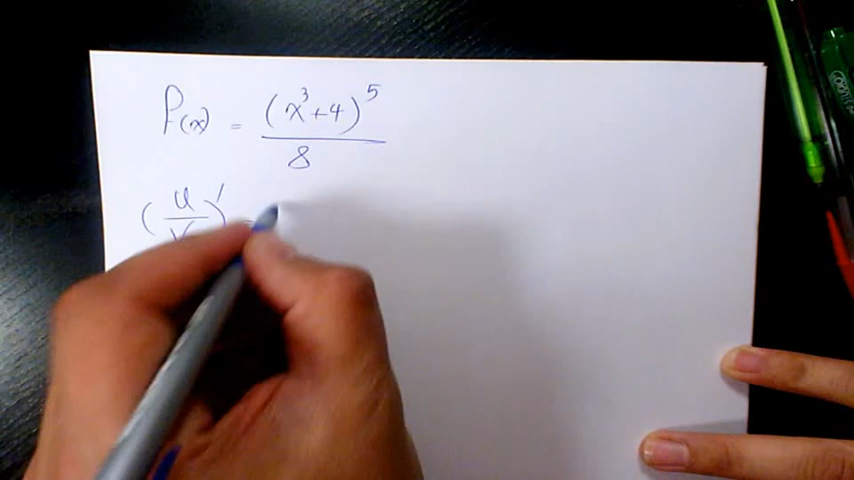 f(x) = (x³+4)⁵ / 8
(u/v)' =